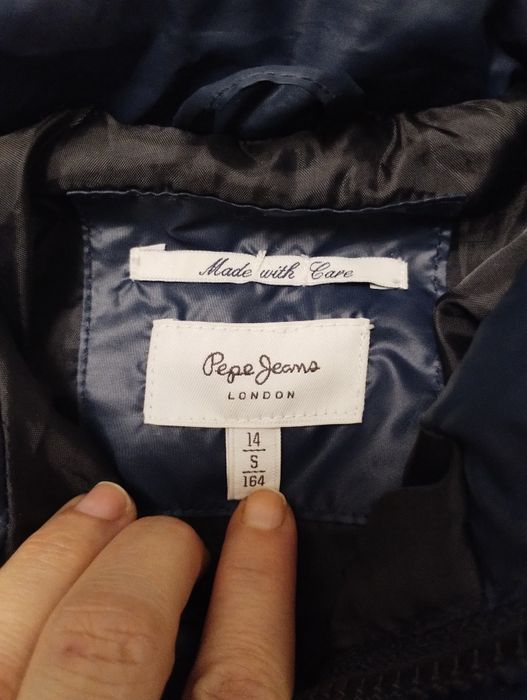 Made with Care
Pepe Jeans
LONDON
14
S
164